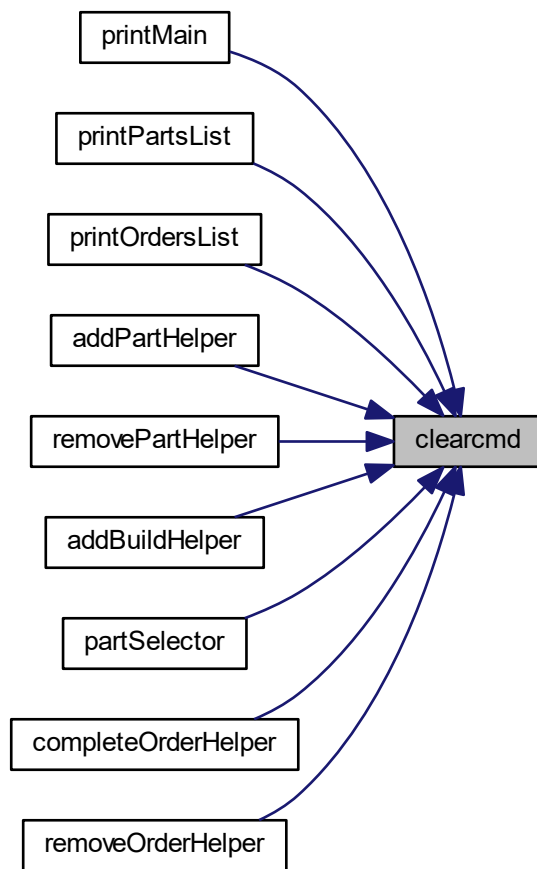 printMain
printPartsList
printOrdersList
addPartHelper
removePartHelper
clearcmd
addBuildHelper
partSelector
completeOrderHelper
removeOrderHelper